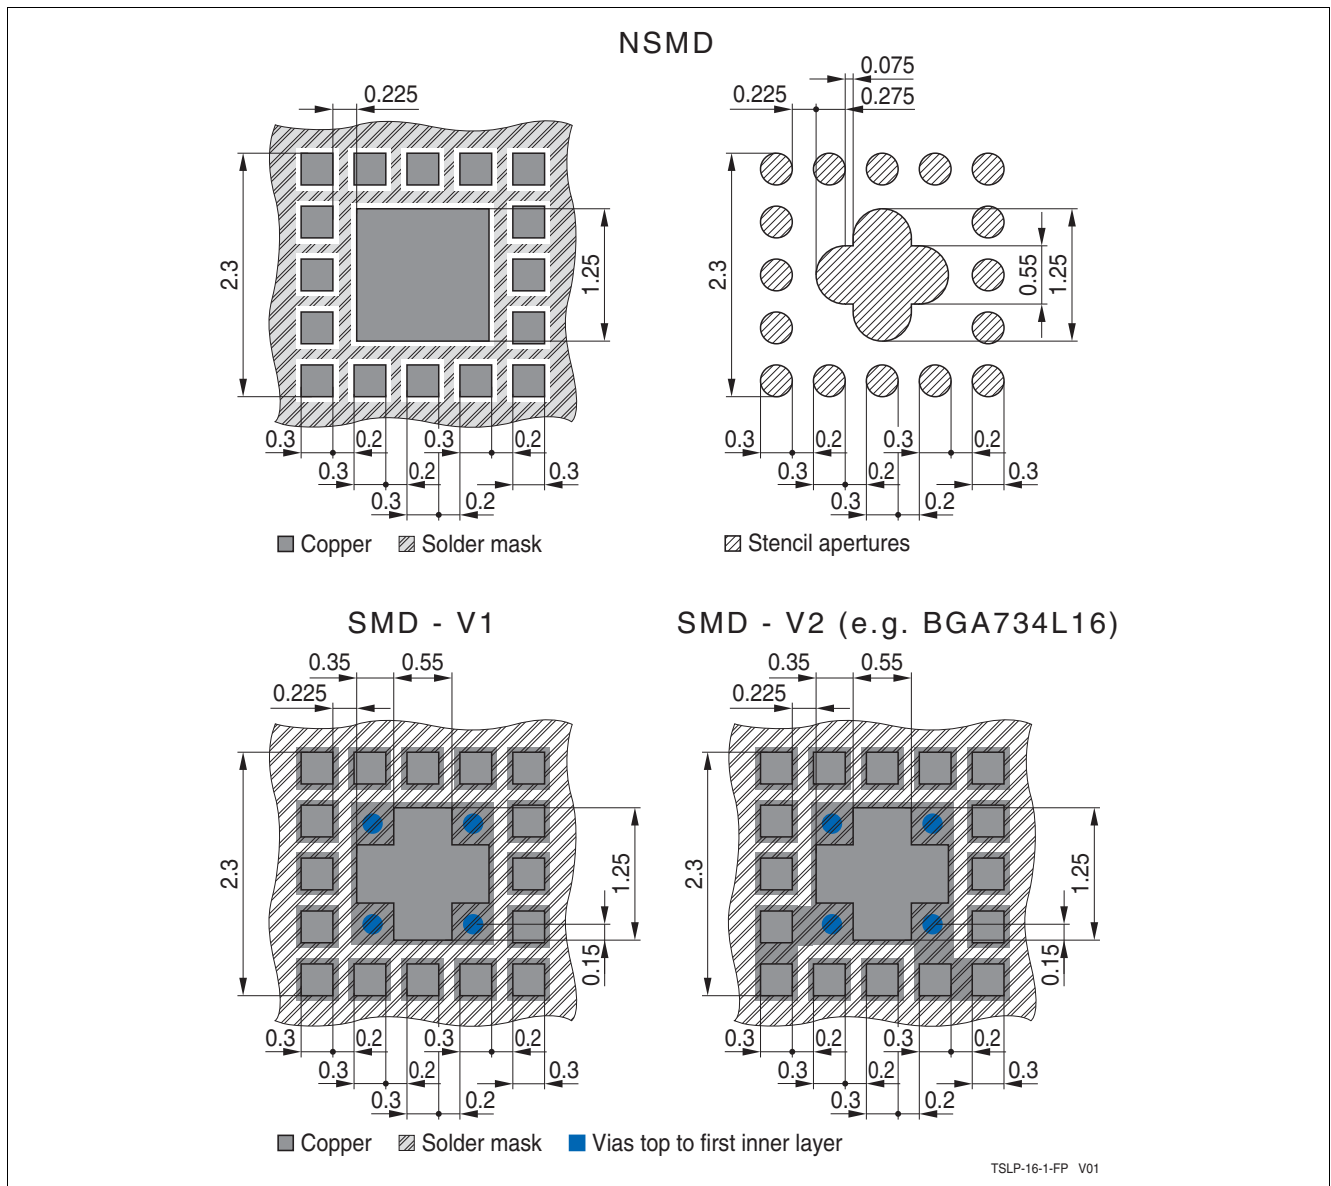 NSMD
0.075
0.225
0.225 0.275
2.3
1.25
2.3
0.55
1.25
0.3 0.2 0.3 0.2
0.3 0.2 0.3
0.3 0.2
0.3 0.2 0.3 0.2
0.3 0.2 0.3
0.3 0.2
Copper Solder mask
Stencil apertures
SMD - V1
SMD - V2 (e.g. BGA734L16)
0.35 0.55
0.225
0.35 0.55
0.225
2.3
1.25
0.15
2.3
1.25
0.15
0.3 0.2 0.3 0.2
0.3 0.2 0.3
0.3 0.2
0.3 0.2 0.3 0.2
0.3 0.2 0.3
0.3 0.2
Copper Solder mask Vias top to first inner layer
TSLP-16-1-FP V01